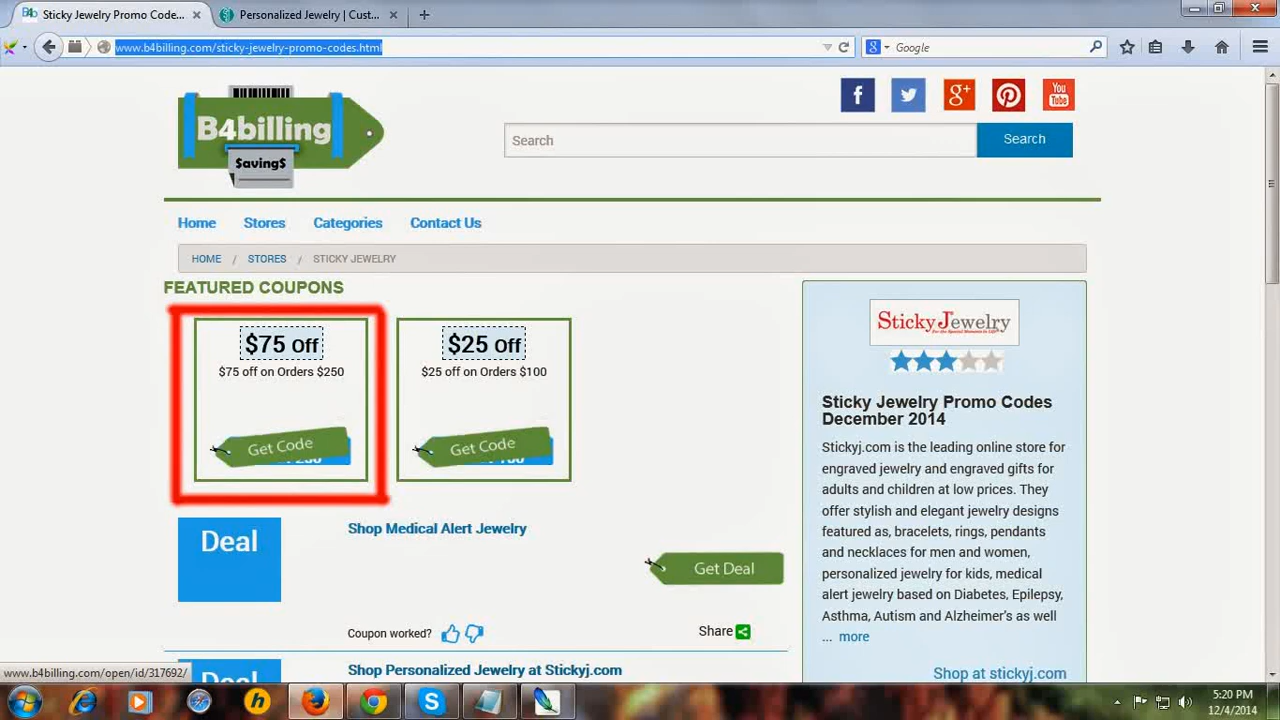 Sticky Jewelry Promo Code...
Personalized Jewelry | Cust...
www.b4billing.com/sticky-jewelry-promo-codes.html
Google
B4billing
$aving$
You
Tube
Search
Search
Home Stores Categories Contact Us
HOME / STORES / STICKY JEWELRY
FEATURED COUPONS
$75 Off
$75 off on Orders $250
Get Code
$25 Off
$25 off on Orders $100
Get Code
Deal
Shop Medical Alert Jewelry
Get Deal
Coupon worked?
Share
Deal
Shop Personalized Jewelry at Stickyj.com
StickyJewelry
Sticky Jewelry Promo Codes
December 2014
Stickyj.com is the leading online store for
engraved jewelry and engraved gifts for
adults and children at low prices. They
offer stylish and elegant jewelry designs
featured as, bracelets, rings, pendants
and necklaces for men and women,
personalized jewelry for kids, medical
alert jewelry based on Diabetes, Epilepsy,
Asthma, Autism and Alzheimer's as well
... more
Shop at stickyj.com
www.b4billing.com/open/id/317692/
5:20 PM
12/4/2014